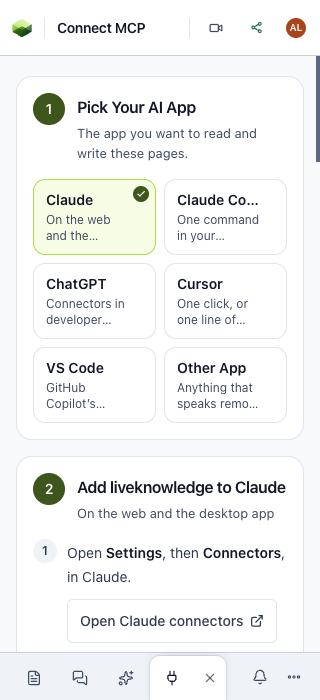 Connect MCP
AL
1
Pick Your AI App
The app you want to read and
write these pages.
Claude
On the web
and the...
Claude Co...
One command
in your...
ChatGPT
Connectors in
developer...
Cursor
One click, or
one line of...
VS Code
GitHub
Copilot's...
Other App
Anything that
speaks remo...
2
Add liveknowledge to Claude
On the web and the desktop app
1
Open Settings, then Connectors,
in Claude.
Open Claude connectors